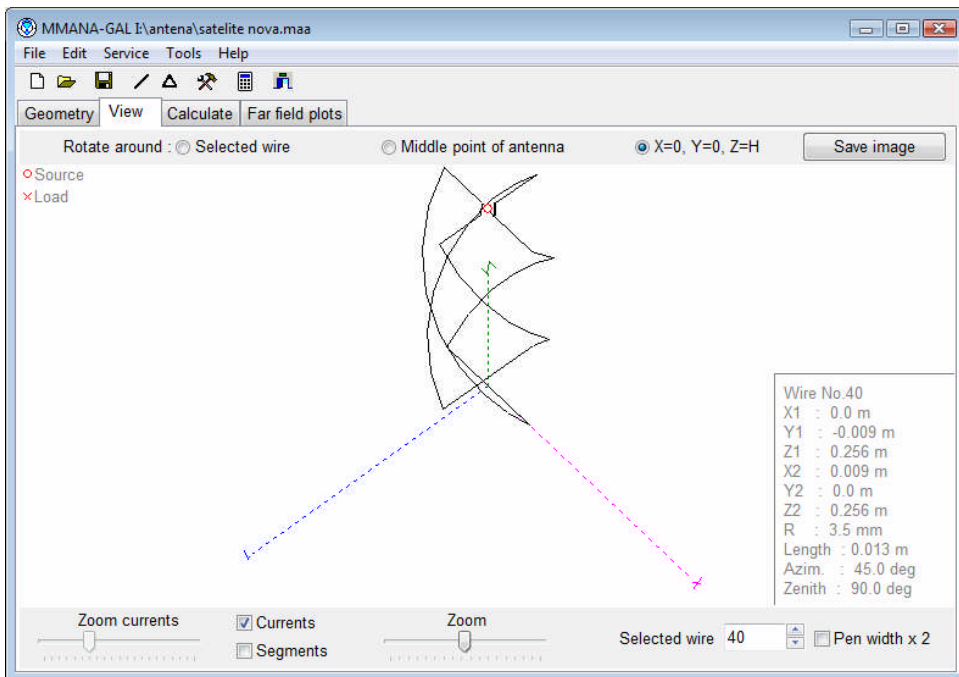 MMANA-GAL I:\antena\satelite nova.maa
File Edit Service Tools Help
Geometry View Calculate Far field plots
Rotate around : Selected wire Middle point of antenna X=0, Y=0, Z=H Save image
Source
Load
Y
X
Wire No.40
X1 : 0.0 m
Y1 : -0.009 m
Z1 : 0.256 m
X2 : 0.009 m
Y2 : 0.0 m
Z2 : 0.256 m
R : 3.5 mm
Length : 0.013 m
Azim. : 45.0 deg
Zenith : 90.0 deg
Zoom currents Currents Zoom Selected wire 40 Pen width x 2
Segments